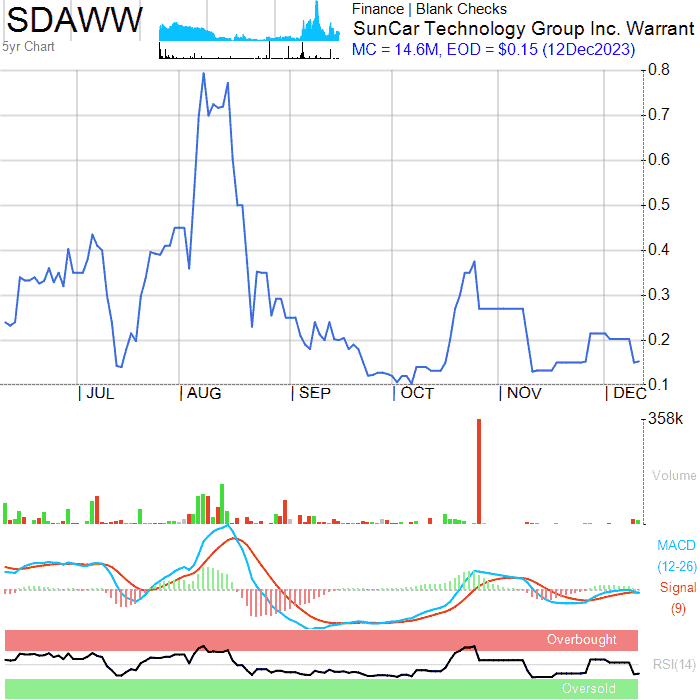 SDAWW
5yr Chart
Finance | Blank Checks
SunCar Technology Group Inc. Warrant
MC = 14.6M, EOD = $0.15 (12Dec2023)
0.8
0.7
0.6
0.5
0.4
0.3
0.2
0.1
| JUL | AUG | SEP | OCT | NOV | DEC
358k
Volume
MACD
(12-26)
Signal
(9)
Overbought
RSI(14)
Oversold